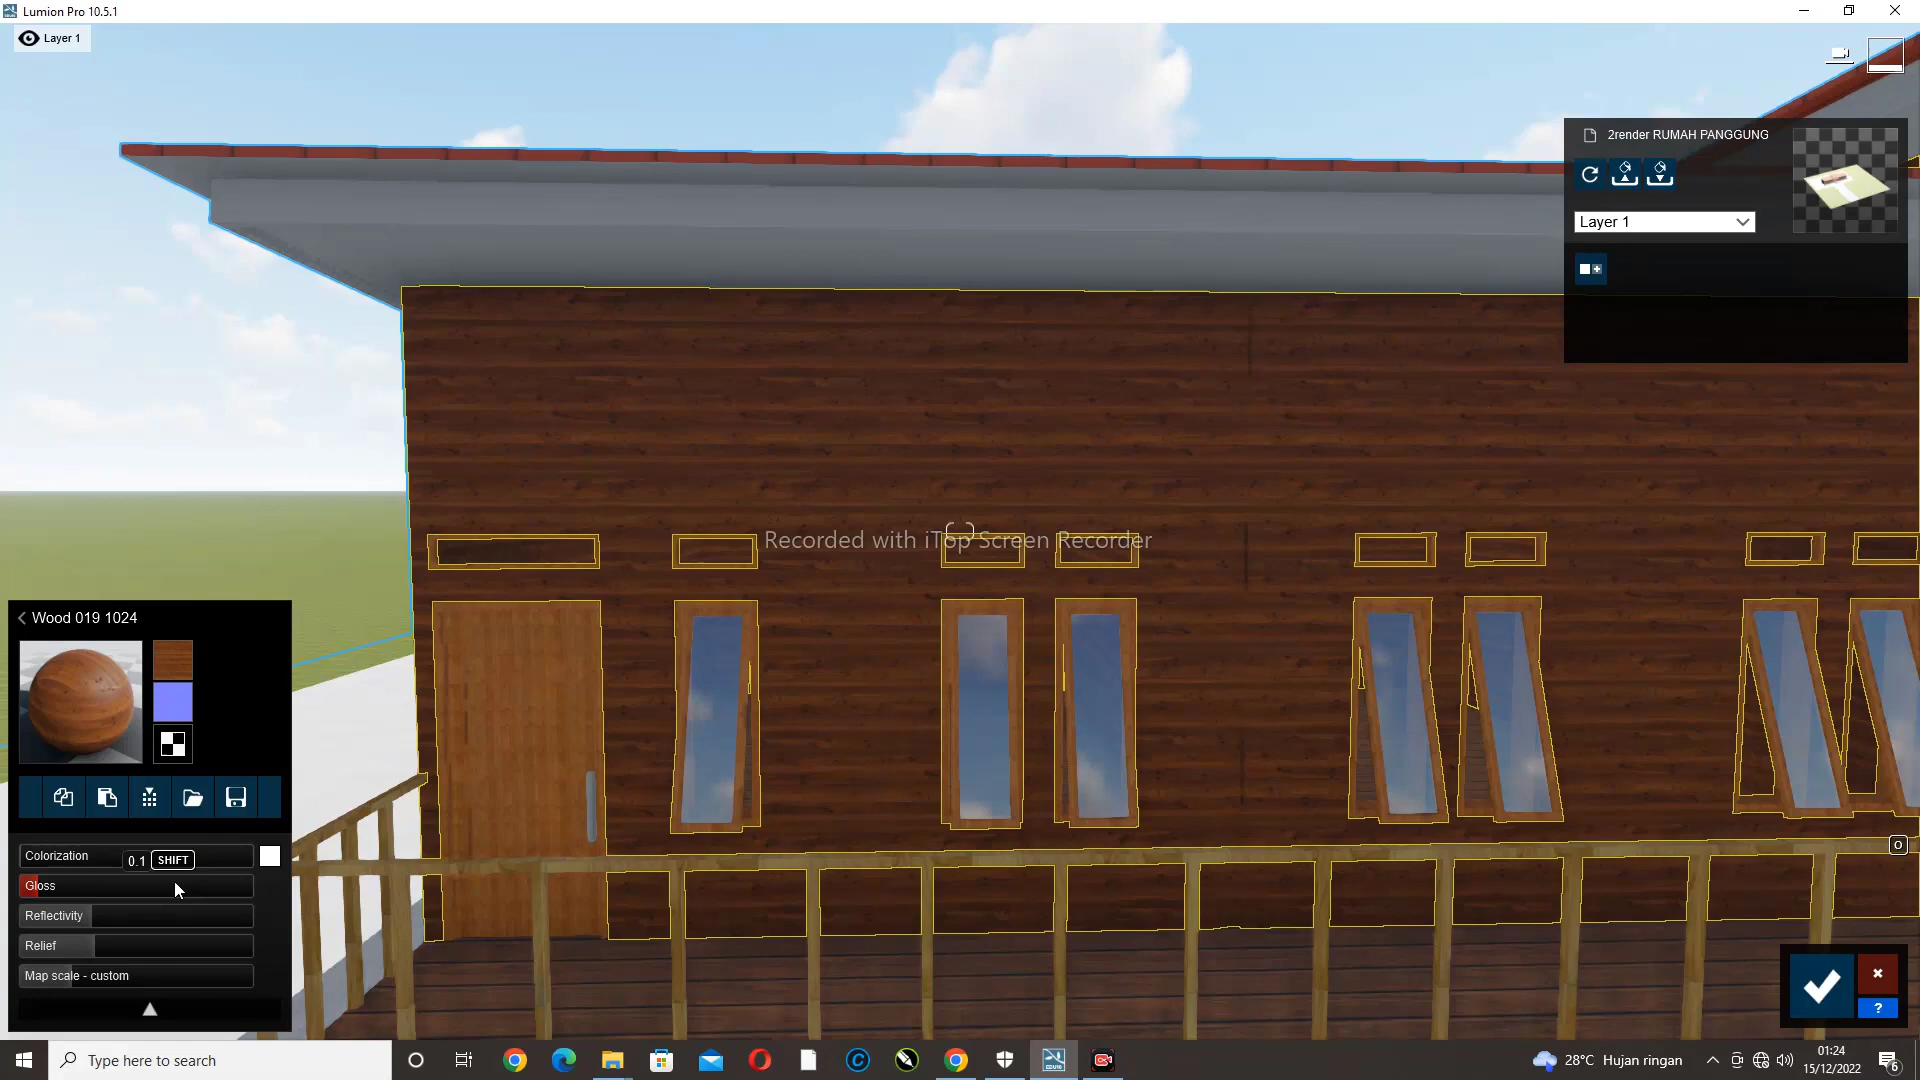 Lumion Pro 10.5.1
Layer 1
2render RUMAH PANGGUNG
Layer 1
Recorded with iTop Screen Recorder
Wood 019 1024
Colorization
0.1 SHIFT
Gloss
Reflectivity
Relief
Map scale - custom
O
?
Type here to search
28°C Hujan ringan
01:24
15/12/2022
6